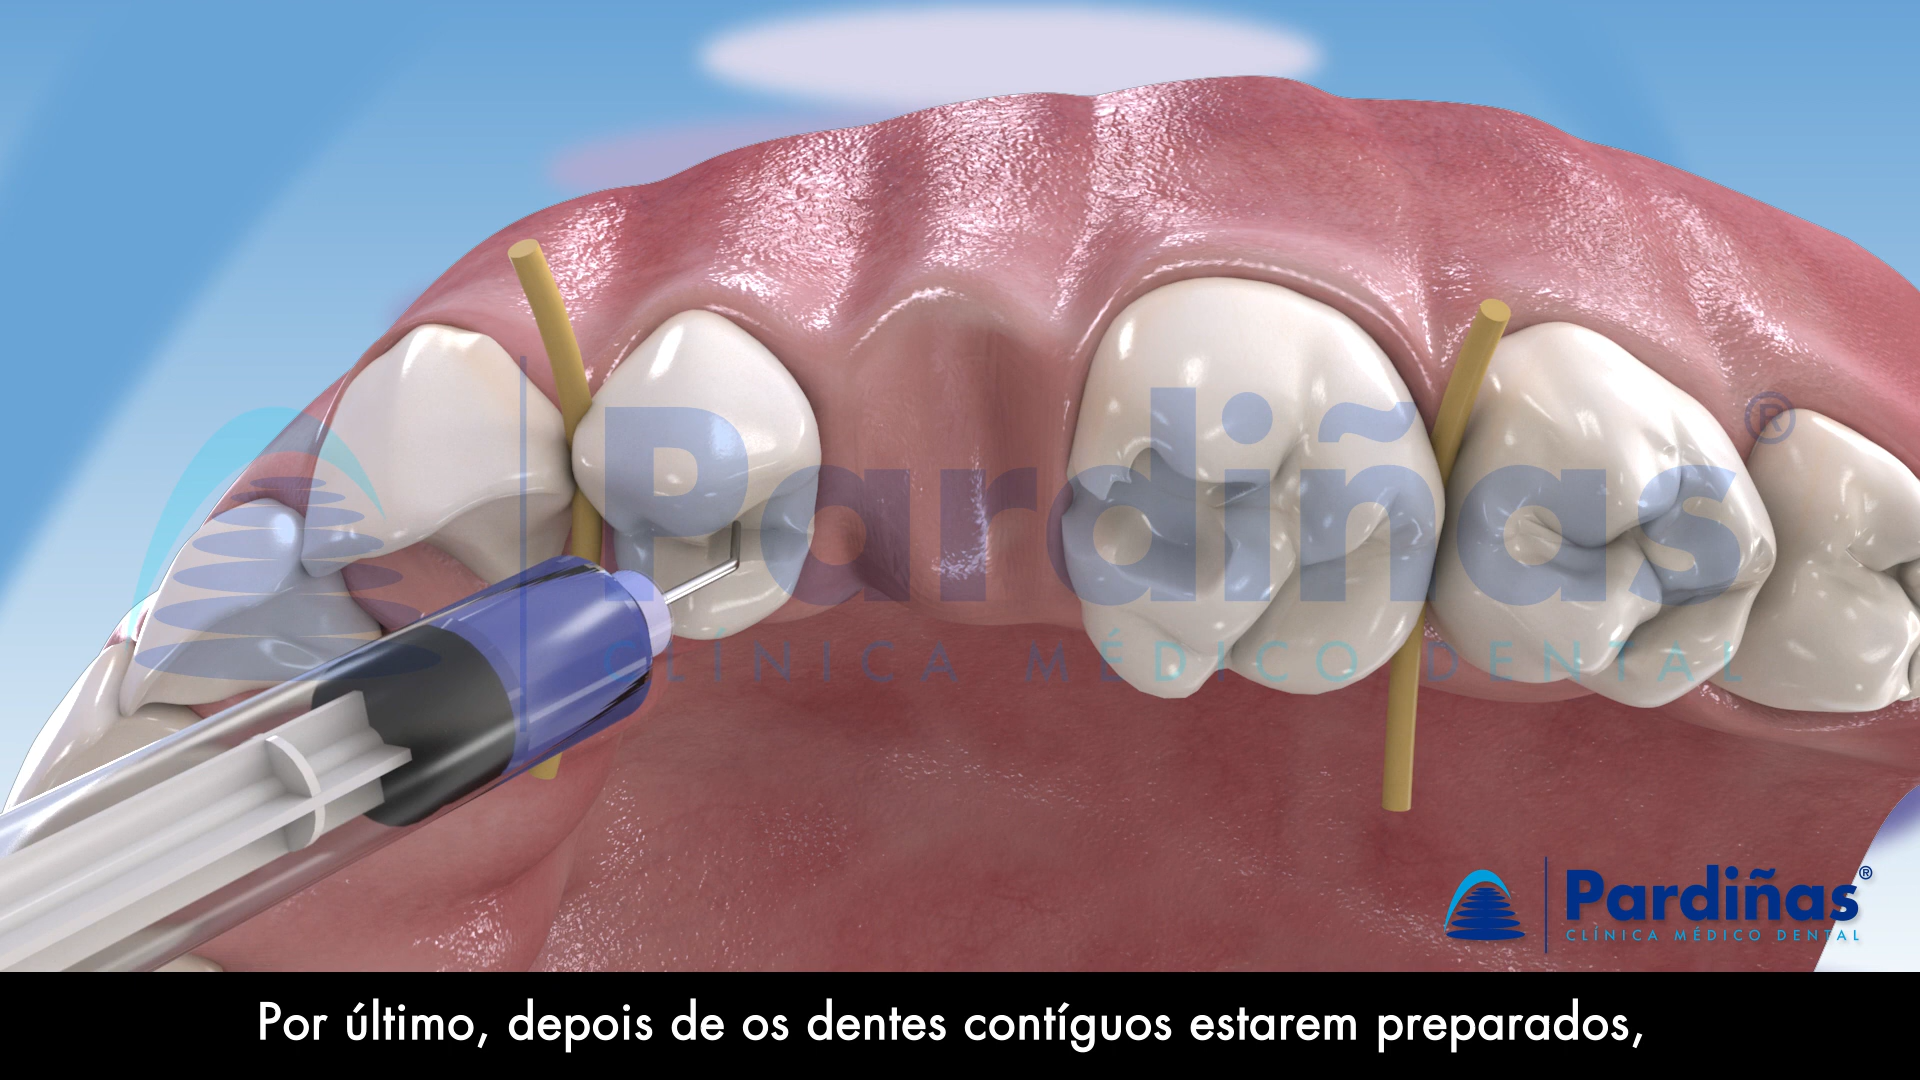 Pardiñas®
CLÍNICA MÉDICO DENTAL
Pardiñas®
CLÍNICA MÉDICO DENTAL
Por último, depois de os dentes contíguos estarem preparados,